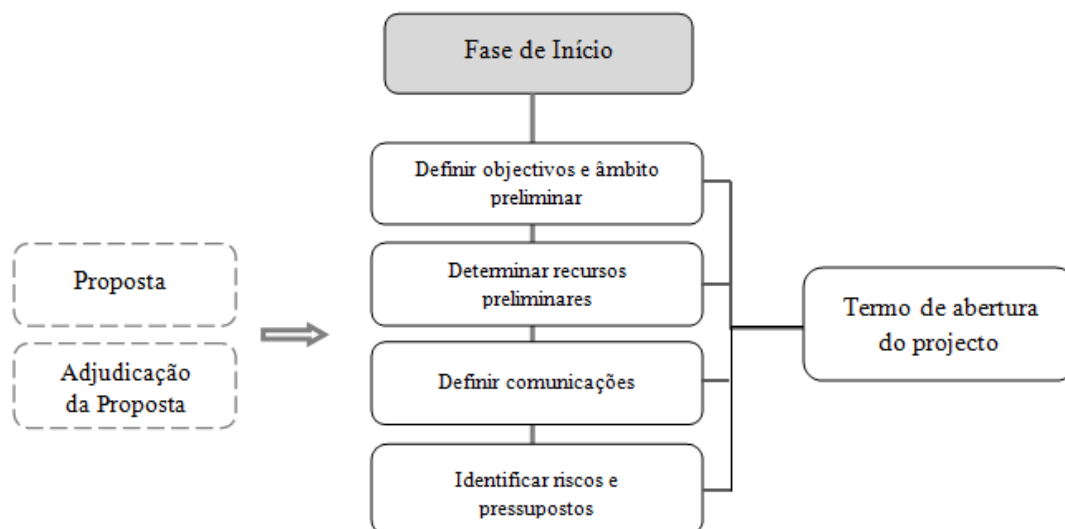 Fase de Início
Definir objectivos e âmbito
preliminar
Determinar recursos
preliminares
Definir comunicações
Identificar riscos e
pressupostos
Proposta
Adjudicação
da Proposta
Termo de abertura
do projecto